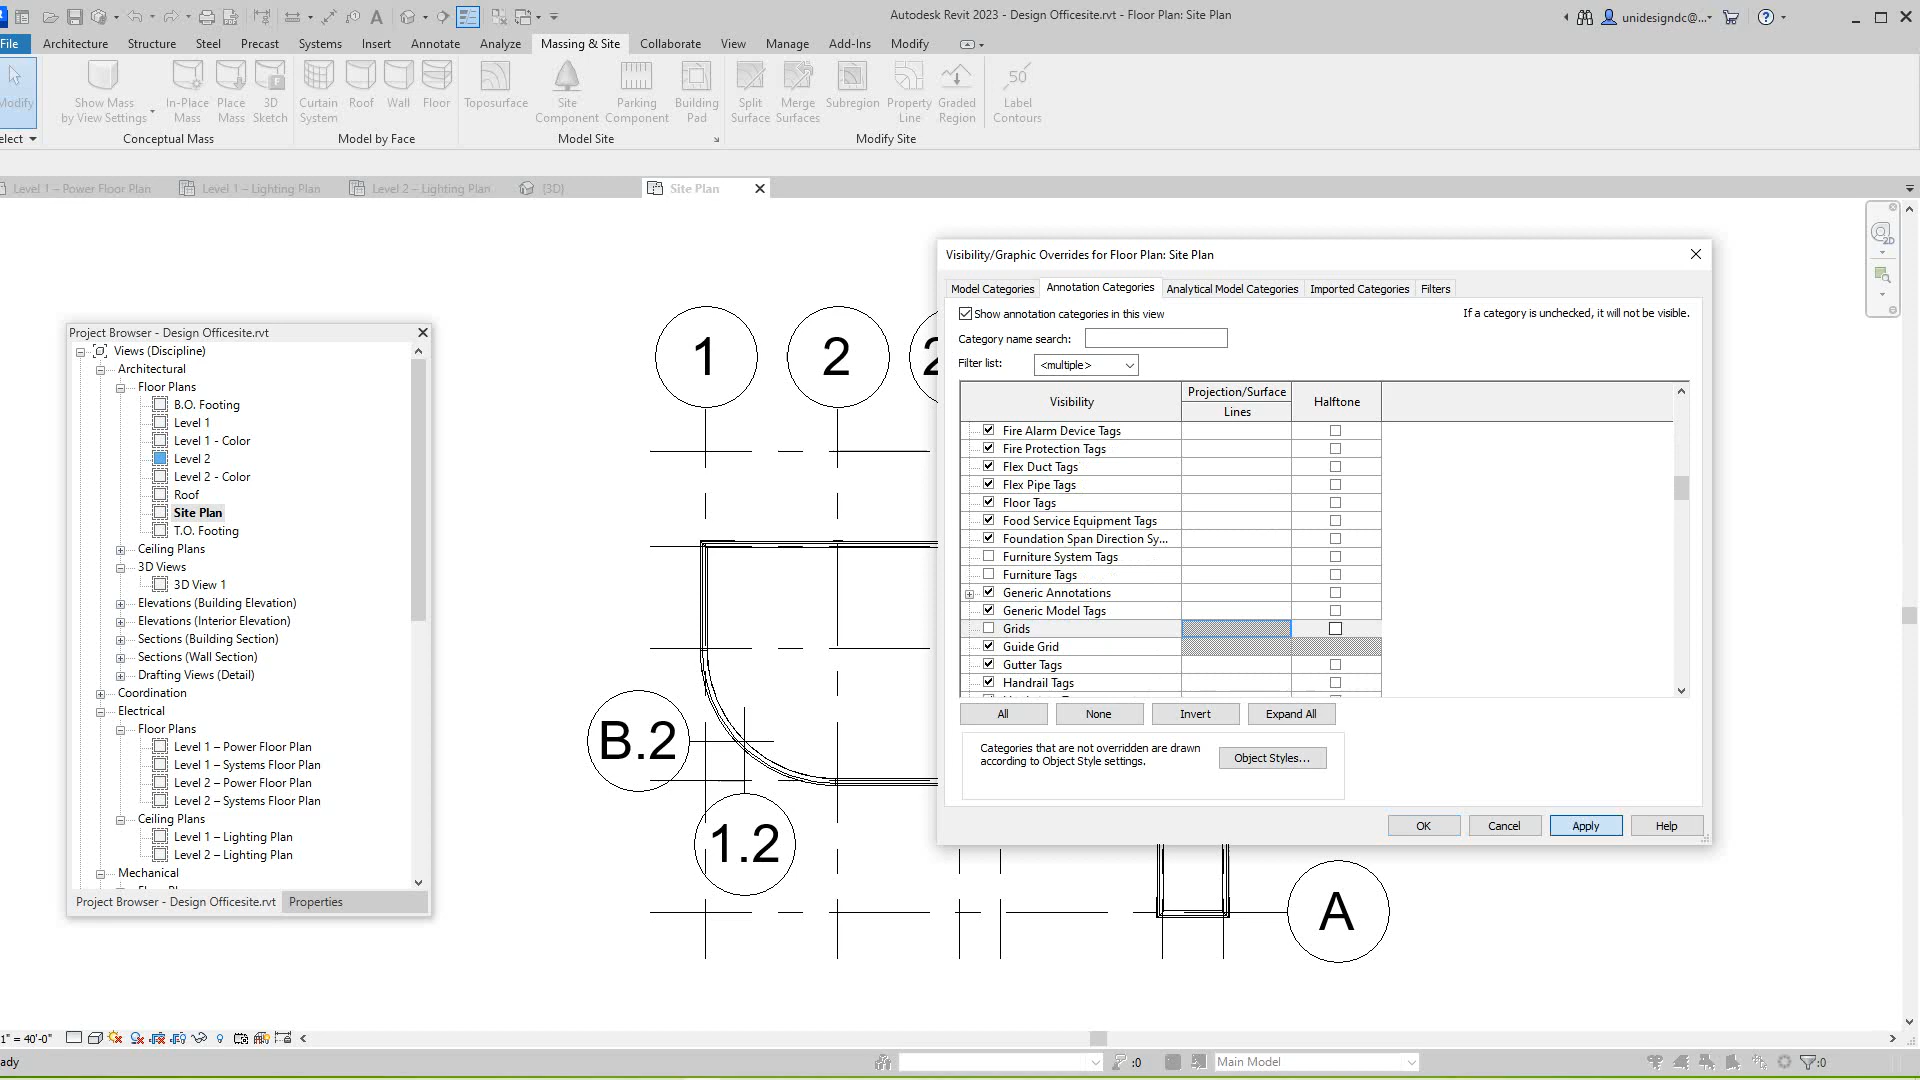 Autodesk Revit 2023 - Design Officesite.rvt - Floor Plan: Site Plan
unidesigndc@...
File
Architecture
Structure
Steel
Precast
Systems
Insert
Annotate
Analyze
Massing & Site
Collaborate
View
Manage
Add-Ins
Modify
Modify
Show Mass
by View Settings
In-Place
Mass
Place
Mass
3D
Sketch
Curtain
System
Roof
Wall
Floor
Toposurface
Site
Component
Parking
Component
Building
Pad
Split
Surface
Merge
Surfaces
Subregion
Property
Line
Graded
Region
50
Label
Contours
elect
Conceptual Mass
Model by Face
Model Site
Modify Site
Level 1 – Power Floor Plan
Level 1 – Lighting Plan
Level 2 – Lighting Plan
{3D}
Site Plan
2D
Project Browser - Design Officesite.rvt
Views (Discipline)
Architectural
Floor Plans
B.O. Footing
Level 1
Level 1 - Color
Level 2
Level 2 - Color
Roof
Site Plan
T.O. Footing
Ceiling Plans
3D Views
3D View 1
Elevations (Building Elevation)
Elevations (Interior Elevation)
Sections (Building Section)
Sections (Wall Section)
Drafting Views (Detail)
Coordination
Electrical
Floor Plans
Level 1 – Power Floor Plan
Level 1 – Systems Floor Plan
Level 2 – Power Floor Plan
Level 2 – Systems Floor Plan
Ceiling Plans
Level 1 – Lighting Plan
Level 2 – Lighting Plan
Mechanical
Project Browser - Design Officesite.rvt
Properties
1
2
2
B.2
1.2
A
Visibility/Graphic Overrides for Floor Plan: Site Plan
Model Categories
Annotation Categories
Analytical Model Categories
Imported Categories
Filters
Show annotation categories in this view
If a category is unchecked, it will not be visible.
Category name search:
Filter list:
<multiple>
Visibility
Projection/Surface
Lines
Halftone
Fire Alarm Device Tags
Fire Protection Tags
Flex Duct Tags
Flex Pipe Tags
Floor Tags
Food Service Equipment Tags
Foundation Span Direction Sy...
Furniture System Tags
Furniture Tags
Generic Annotations
Generic Model Tags
Grids
Guide Grid
Gutter Tags
Handrail Tags
All
None
Invert
Expand All
Categories that are not overridden are drawn
according to Object Style settings.
Object Styles...
OK
Cancel
Apply
Help
1" = 40'-0"
ady
:0
Main Model
:0